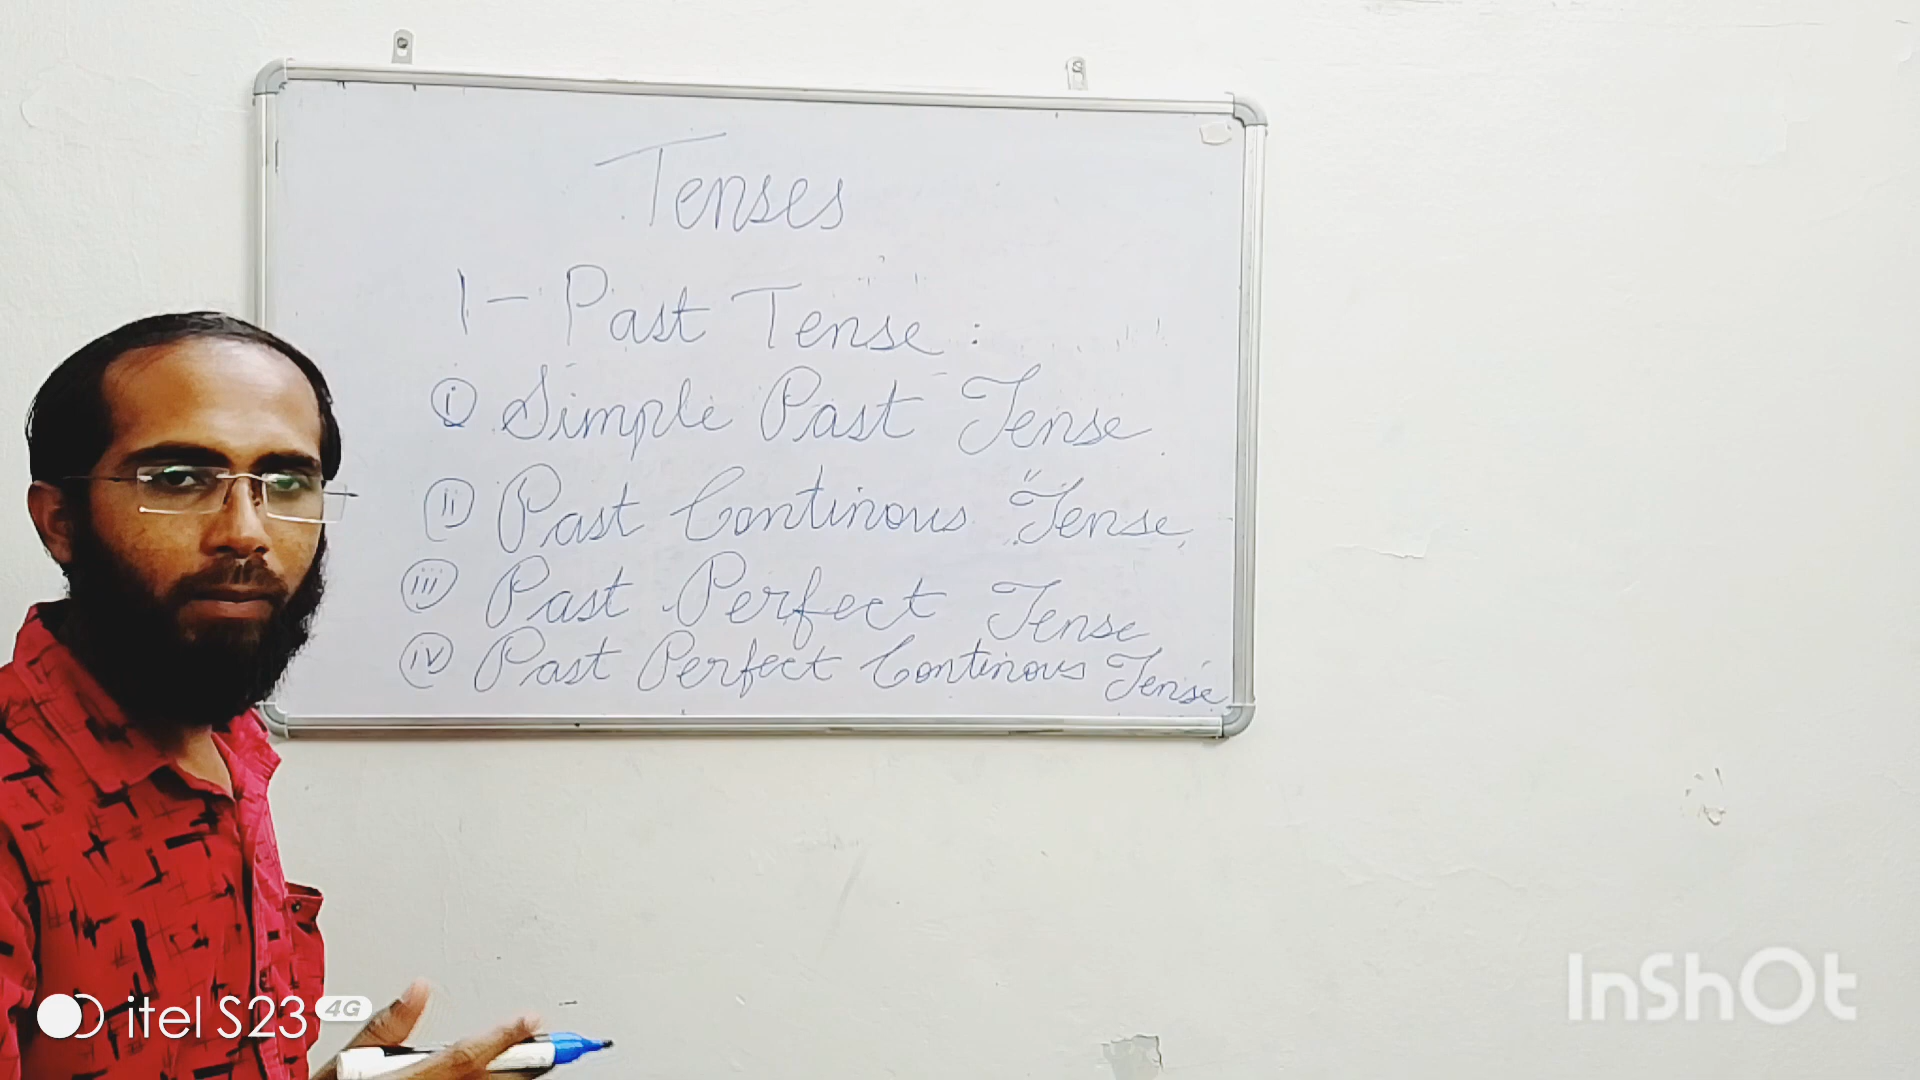 Tenses
1- Past Tense :
i Simple Past Tense
ii Past Continous Tense
iii Past Perfect Tense
iv Past Perfect Continous Tense
itel S23 4G
InShOt